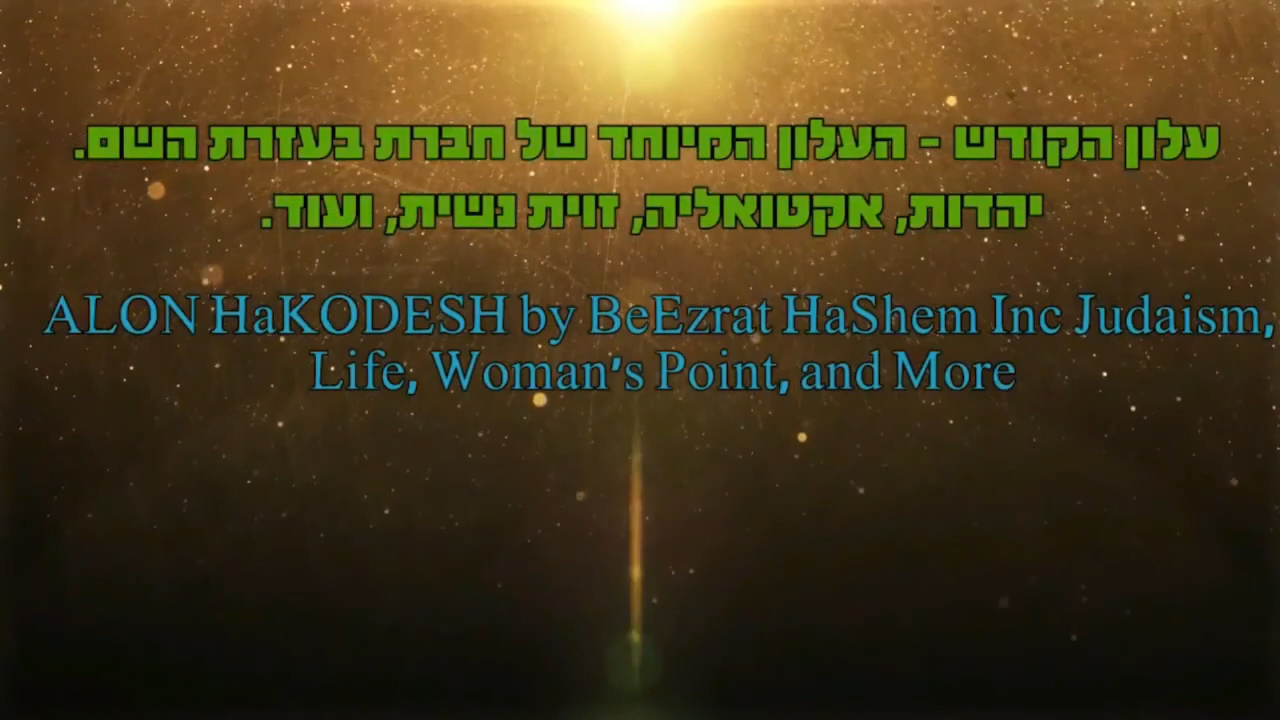 עלון הקודש - העלון המיוחד של חברת בעזרת השם.
יהדות, אקטואליה, זוית נשית, ועוד.
ALON HaKODESH by BeEzrat HaShem Inc Judaism,
Life, Woman's Point, and More